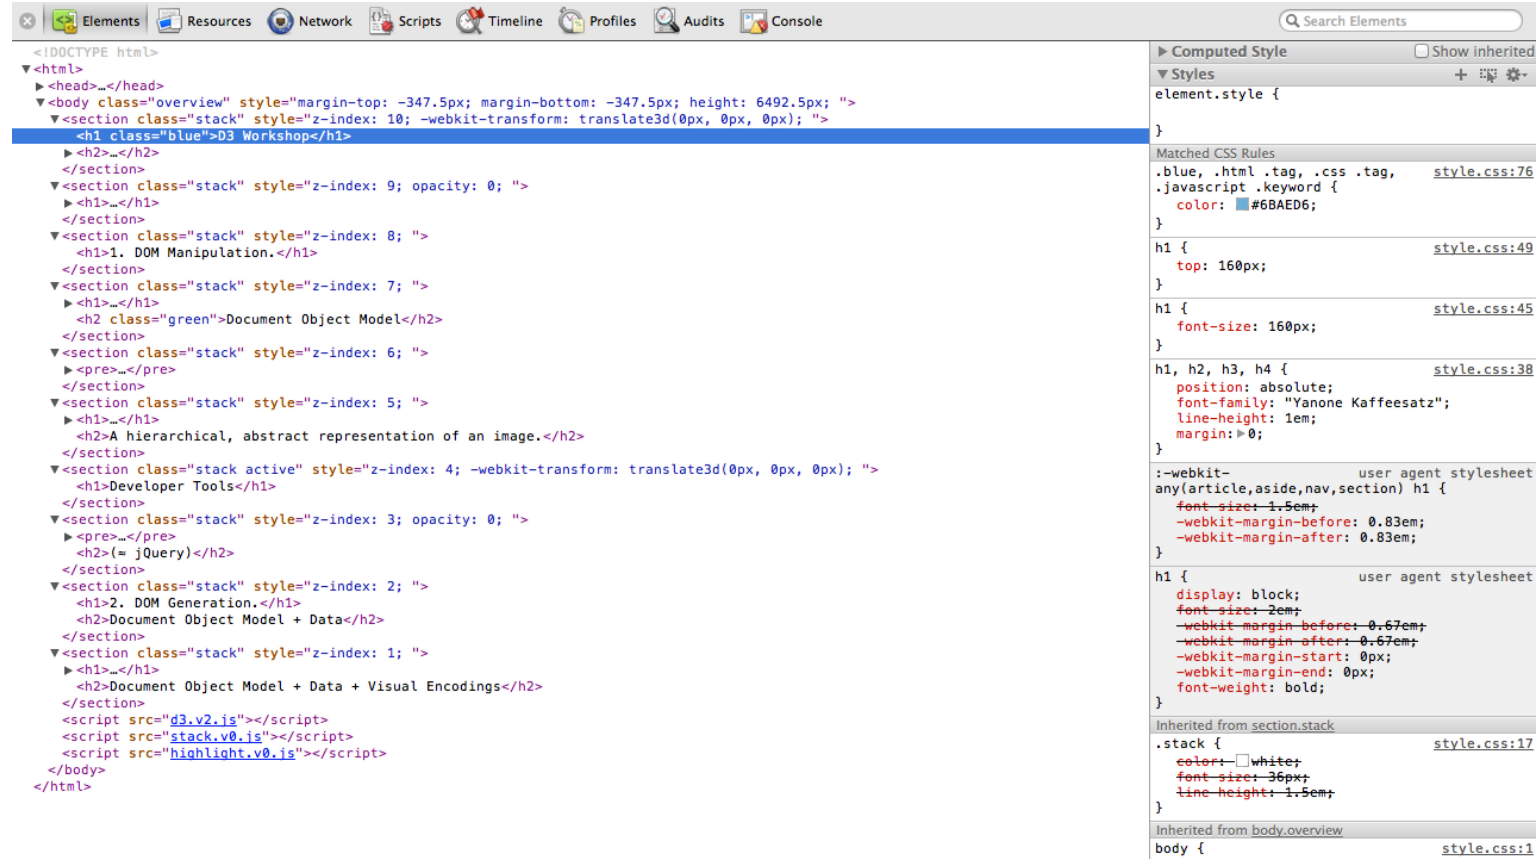 Elements Resources Network Scripts Timeline Profiles Audits Console Search Elements
<!DOCTYPE html>
▼<html>
▶<head>…</head>
▼<body class="overview" style="margin-top: -347.5px; margin-bottom: -347.5px; height: 6492.5px; ">
▼<section class="stack" style="z-index: 10; -webkit-transform: translate3d(0px, 0px, 0px); ">
<h1 class="blue">D3 Workshop</h1>
▶<h2>…</h2>
</section>
▼<section class="stack" style="z-index: 9; opacity: 0; ">
▶<h1>…</h1>
</section>
▼<section class="stack" style="z-index: 8; ">
<h1>1. DOM Manipulation.</h1>
</section>
▼<section class="stack" style="z-index: 7; ">
▶<h1>…</h1>
<h2 class="green">Document Object Model</h2>
</section>
▼<section class="stack" style="z-index: 6; ">
▶<pre>…</pre>
</section>
▼<section class="stack" style="z-index: 5; ">
▶<h1>…</h1>
<h2>A hierarchical, abstract representation of an image.</h2>
</section>
▼<section class="stack active" style="z-index: 4; -webkit-transform: translate3d(0px, 0px, 0px); ">
<h1>Developer Tools</h1>
</section>
▼<section class="stack" style="z-index: 3; opacity: 0; ">
▶<pre>…</pre>
<h2>(≈ jQuery)</h2>
</section>
▼<section class="stack" style="z-index: 2; ">
<h1>2. DOM Generation.</h1>
<h2>Document Object Model + Data</h2>
</section>
▼<section class="stack" style="z-index: 1; ">
▶<h1>…</h1>
<h2>Document Object Model + Data + Visual Encodings</h2>
</section>
<script src="d3.v2.js"></script>
<script src="stack.v0.js"></script>
<script src="highlight.v0.js"></script>
</body>
</html>
▶ Computed Style Show inherited
▼ Styles
element.style {
}
Matched CSS Rules
.blue, .html .tag, .css .tag, style.css:76
.javascript .keyword {
color: #6BAED6;
}
h1 { style.css:49
top: 160px;
}
h1 { style.css:45
font-size: 160px;
}
h1, h2, h3, h4 { style.css:38
position: absolute;
font-family: "Yanone Kaffeesatz";
line-height: 1em;
margin:▶0;
}
:-webkit- user agent stylesheet
any(article,aside,nav,section) h1 {
font-size: 1.5em;
-webkit-margin-before: 0.83em;
-webkit-margin-after: 0.83em;
}
h1 { user agent stylesheet
display: block;
font-size: 2em;
-webkit-margin-before: 0.67em;
-webkit-margin-after: 0.67em;
-webkit-margin-start: 0px;
-webkit-margin-end: 0px;
font-weight: bold;
}
Inherited from section.stack
.stack { style.css:17
color: white;
font-size: 36px;
line-height: 1.5em;
}
Inherited from body.overview
body { style.css:1